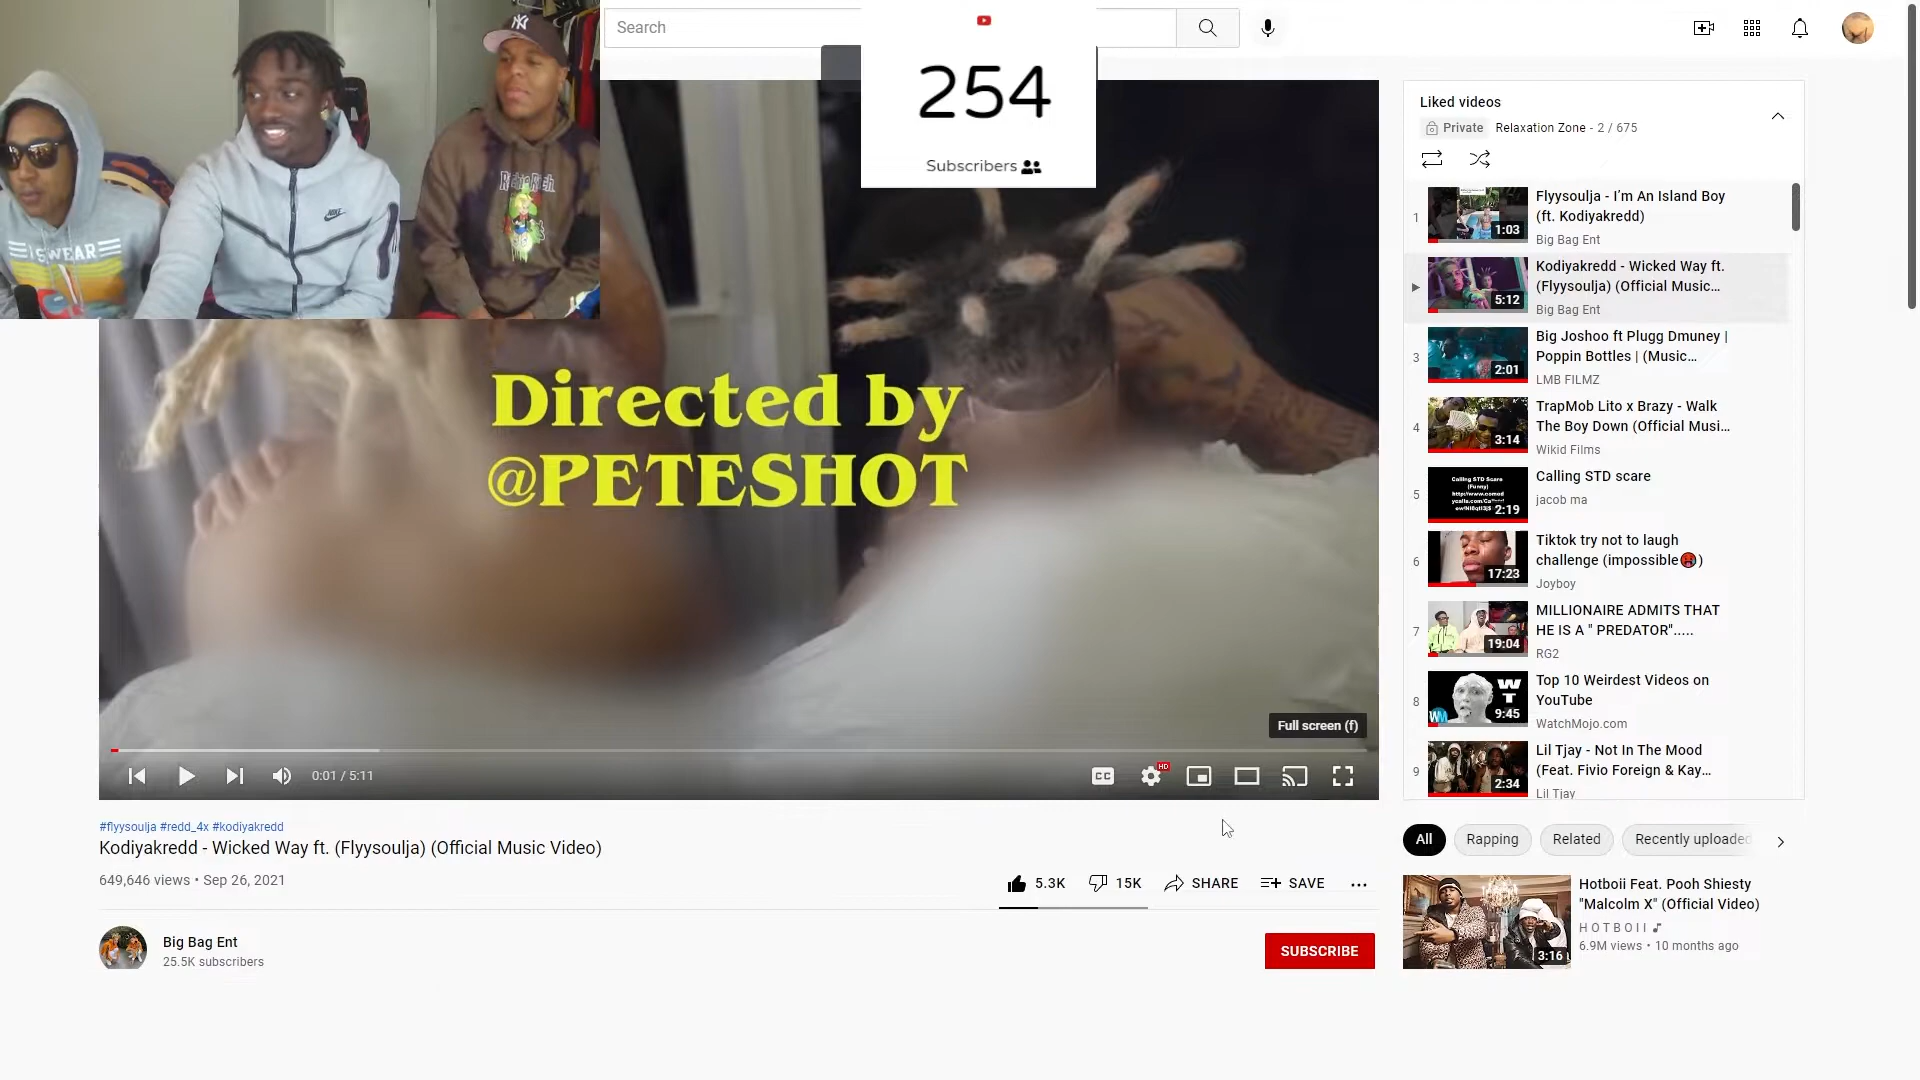 NY
I SWEAR
Search
254
Subscribers
Directed by
@PETESHOT
Full screen (f)
0:01 / 5:11
CC
HD
#flyysoulja #redd_4x #kodiyakredd
Kodiyakredd - Wicked Way ft. (Flyysoulja) (Official Music Video)
649,646 views • Sep 26, 2021
5.3K
15K
SHARE
SAVE
Big Bag Ent
25.5K subscribers
SUBSCRIBE
Liked videos
Private Relaxation Zone - 2 / 675
1
1:03
Flyysoulja - I’m An Island Boy
(ft. Kodiyakredd)
Big Bag Ent
5:12
Kodiyakredd - Wicked Way ft.
(Flyysoulja) (Official Music...
Big Bag Ent
3
2:01
Big Joshoo ft Plugg Dmuney |
Poppin Bottles | (Music...
LMB FILMZ
4
3:14
TrapMob Lito x Brazy - Walk
The Boy Down (Official Musi...
Wikid Films
5
Calling STD Scare
(Funny)
2:19
Calling STD scare
jacob ma
6
17:23
Tiktok try not to laugh
challenge (impossible🥵)
Joyboy
7
19:04
MILLIONAIRE ADMITS THAT
HE IS A " PREDATOR".....
RG2
8
W
T
WM
9:45
Top 10 Weirdest Videos on
YouTube
WatchMojo.com
9
2:34
Lil Tjay - Not In The Mood
(Feat. Fivio Foreign & Kay...
Lil Tjay
All
Rapping
Related
Recently uploaded
3:16
Hotboii Feat. Pooh Shiesty
"Malcolm X" (Official Video)
H O T B O I I
6.9M views • 10 months ago